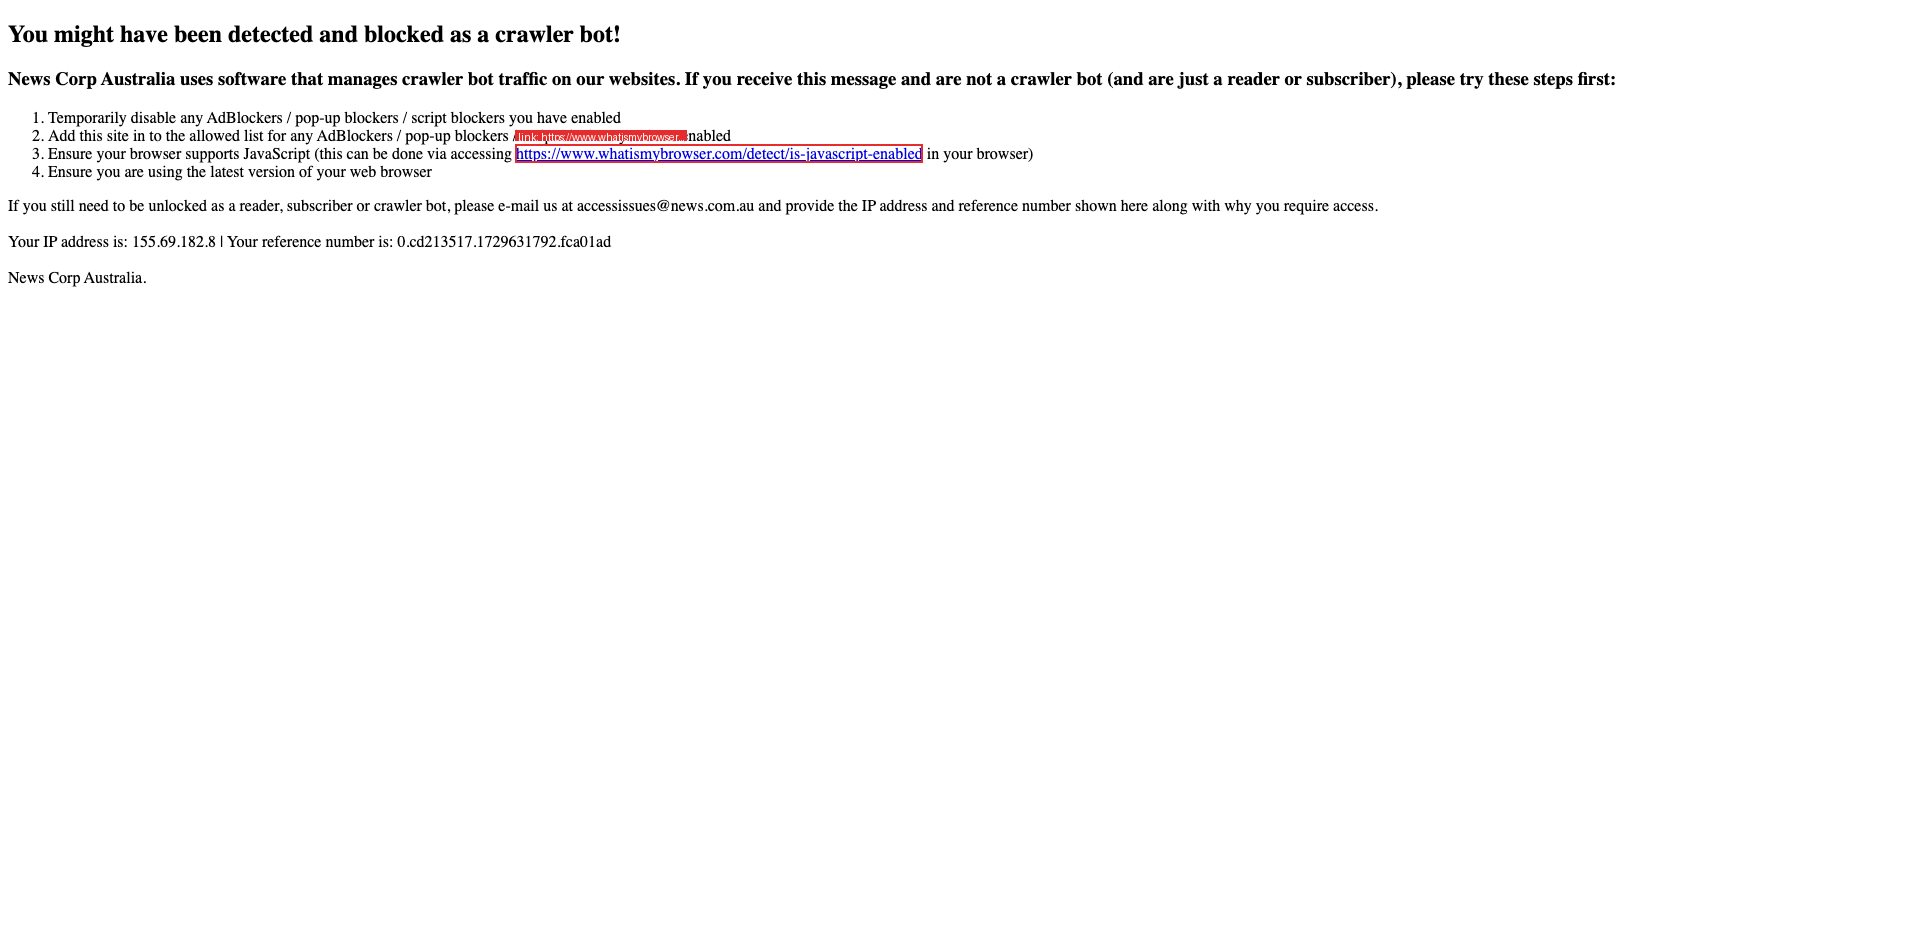 You might have been detected and blocked as a crawler bot!
News Corp Australia uses software that manages crawler bot traffic on our websites. If you receive this message and are not a crawler bot (and are just a reader or subscriber), please try these steps first:
1. Temporarily disable any AdBlockers / pop-up blockers / script blockers you have enabled
2. Add this site in to the allowed list for any AdBlockers / pop-up blockers / link: https://www.whatismybrowser... nabled
3. Ensure your browser supports JavaScript (this can be done via accessing https://www.whatismybrowser.com/detect/is-javascript-enabled in your browser)
4. Ensure you are using the latest version of your web browser
If you still need to be unlocked as a reader, subscriber or crawler bot, please e-mail us at accessissues@news.com.au and provide the IP address and reference number shown here along with why you require access.
Your IP address is: 155.69.182.8 | Your reference number is: 0.cd213517.1729631792.fca01ad
News Corp Australia.